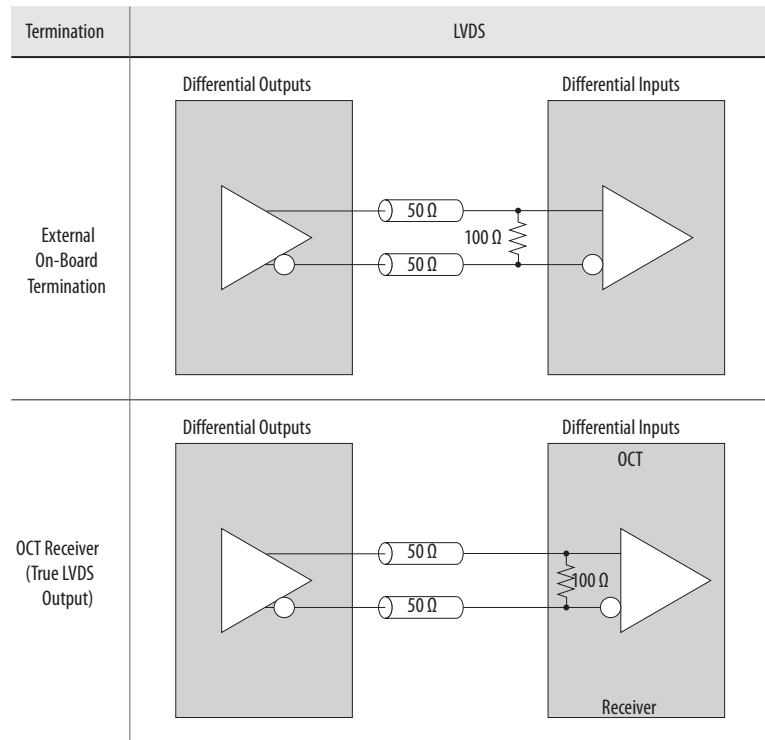 Termination
LVDS
External
On-Board
Termination
Differential Outputs
Differential Inputs
50 Ω
100 Ω
50 Ω
OCT Receiver
(True LVDS
Output)
Differential Outputs
Differential Inputs
OCT
50 Ω
100 Ω
50 Ω
Receiver